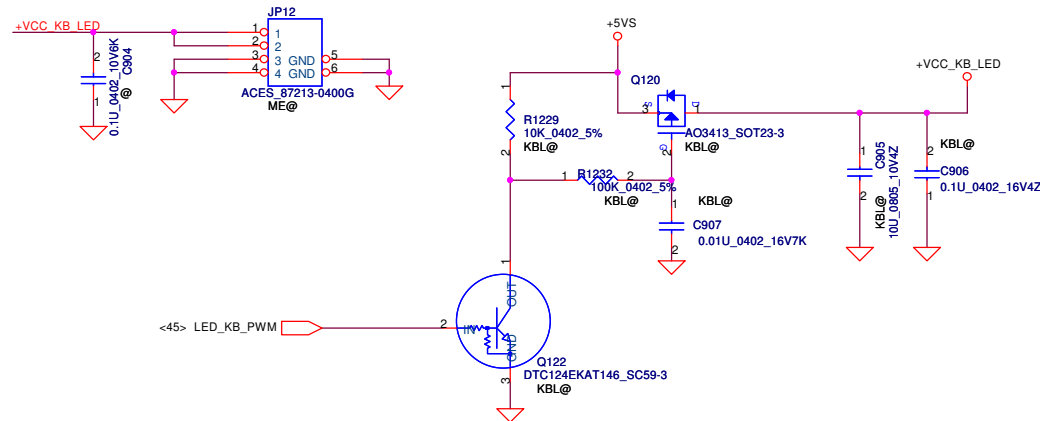 JP12
+VCC_KB_LED
1
2
3
4
1
2
3 GND
4 GND
5
6
ACES_87213-0400G
ME@
2
1
C904
0.1U_0402_10V6K
@
+5VS
1
R1229
10K_0402_5%
KBL@
2
Q120
S
3
D
1
G
2
AO3413_SOT23-3
KBL@
+VCC_KB_LED
1
C905
2
KBL@
10U_0805_10V4Z
2
KBL@
C906
0.1U_0402_16V4Z
1
1
R1232
2
100K_0402_5%
KBL@
1
KBL@
C907
0.01U_0402_16V7K
2
1
OUT
<45> LED_KB_PWM
2
IN
GND
3
Q122
DTC124EKAT146_SC59-3
KBL@